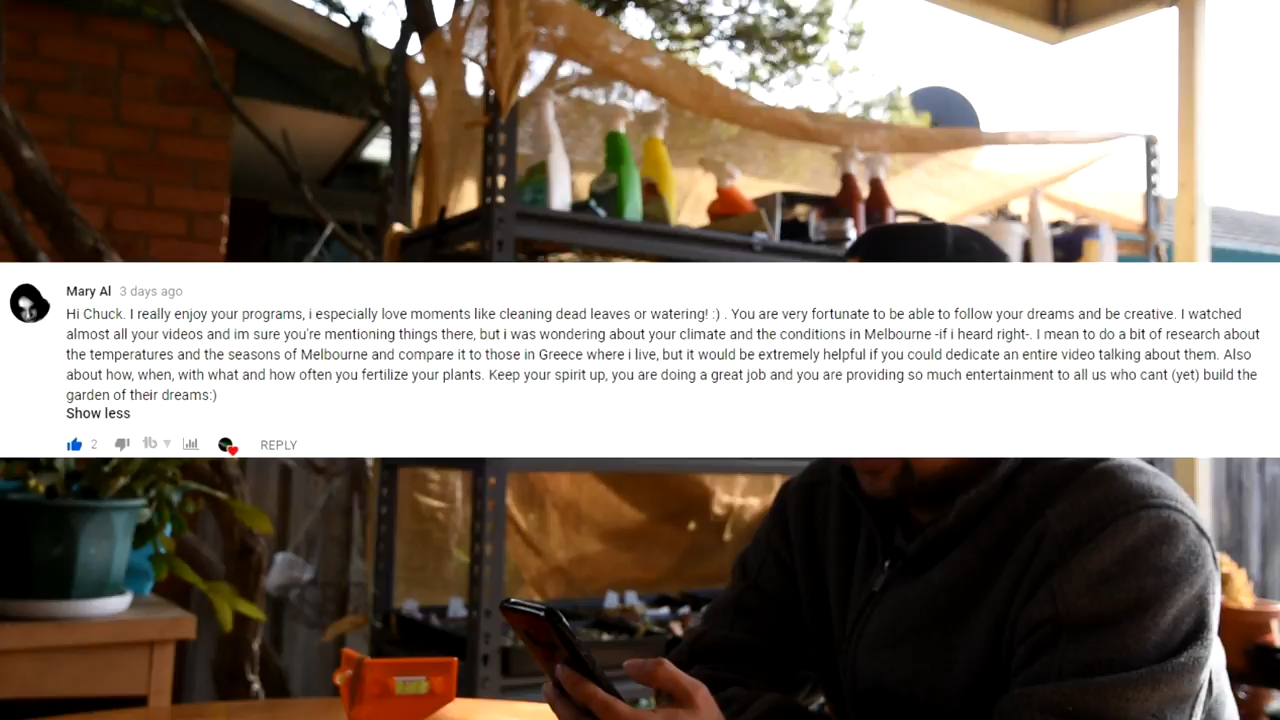 Mary Al 3 days ago
Hi Chuck. I really enjoy your programs, i especially love moments like cleaning dead leaves or watering! :) . You are very fortunate to be able to follow your dreams and be creative. I watched
almost all your videos and im sure you're mentioning things there, but i was wondering about your climate and the conditions in Melbourne -if i heard right-. I mean to do a bit of research about
the temperatures and the seasons of Melbourne and compare it to those in Greece where i live, but it would be extremely helpful if you could dedicate an entire video talking about them. Also
about how, when, with what and how often you fertilize your plants. Keep your spirit up, you are doing a great job and you are providing so much entertainment to all us who cant (yet) build the
garden of their dreams:)
Show less
2 tb REPLY